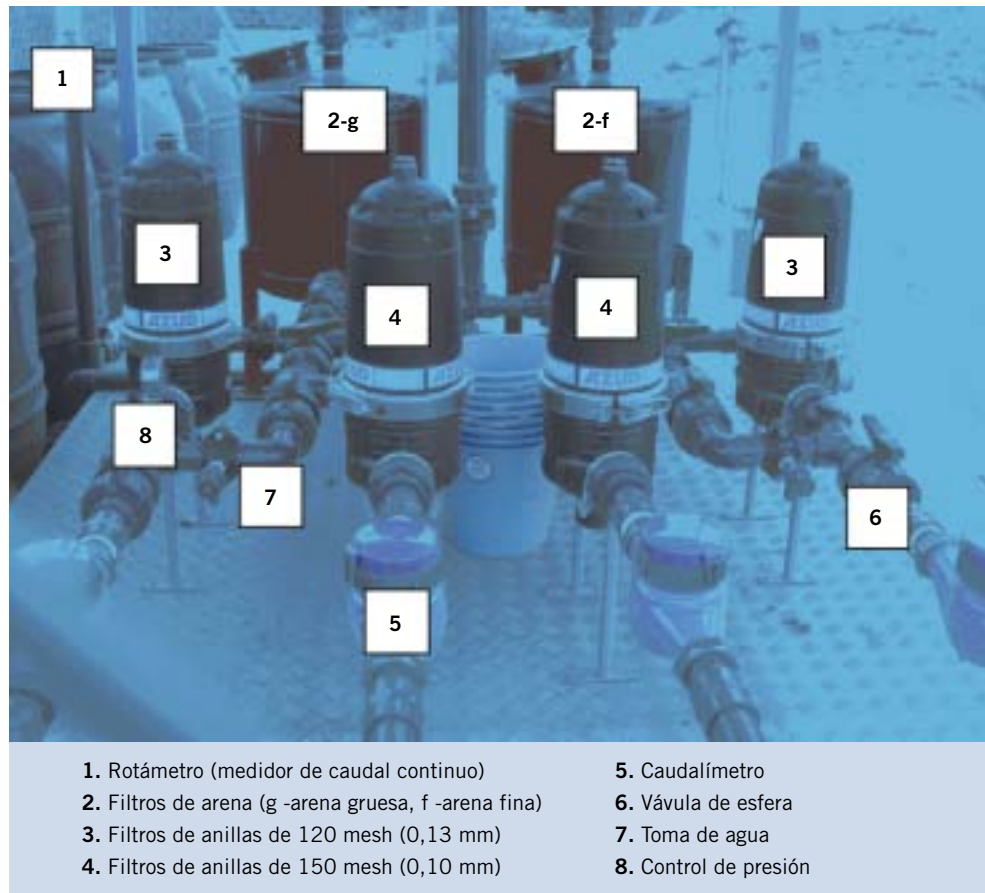 1
2-g
2-f
3
4
4
3
AZUD
AZUD
8
7
6
5
1. Rotámetro (medidor de caudal continuo)
2. Filtros de arena (g -arena gruesa, f -arena fina)
3. Filtros de anillas de 120 mesh (0,13 mm)
4. Filtros de anillas de 150 mesh (0,10 mm)
5. Caudalímetro
6. Vávula de esfera
7. Toma de agua
8. Control de presión